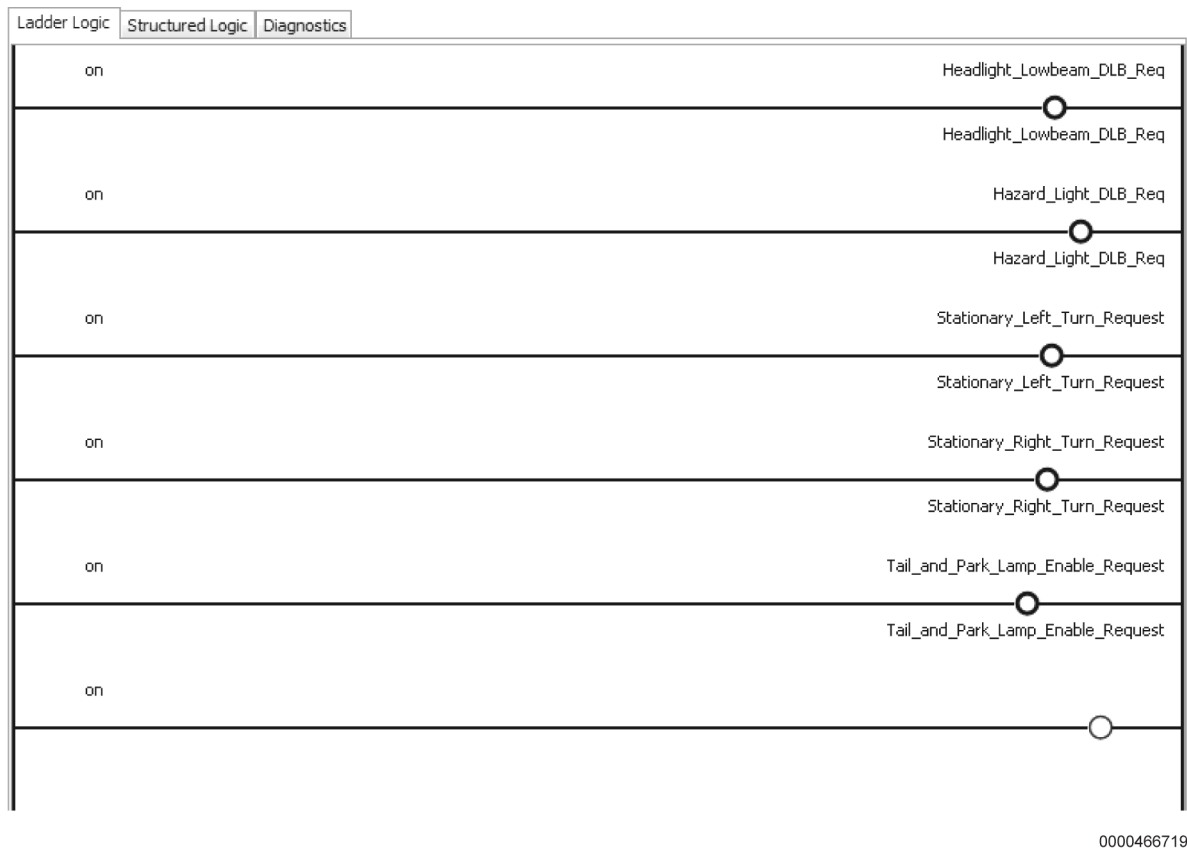 Ladder Logic Structured Logic Diagnostics
on Headlight_Lowbeam_DLB_Req
Headlight_Lowbeam_DLB_Req
on Hazard_Light_DLB_Req
Hazard_Light_DLB_Req
on Stationary_Left_Turn_Request
Stationary_Left_Turn_Request
on Stationary_Right_Turn_Request
Stationary_Right_Turn_Request
on Tail_and_Park_Lamp_Enable_Request
Tail_and_Park_Lamp_Enable_Request
on
0000466719